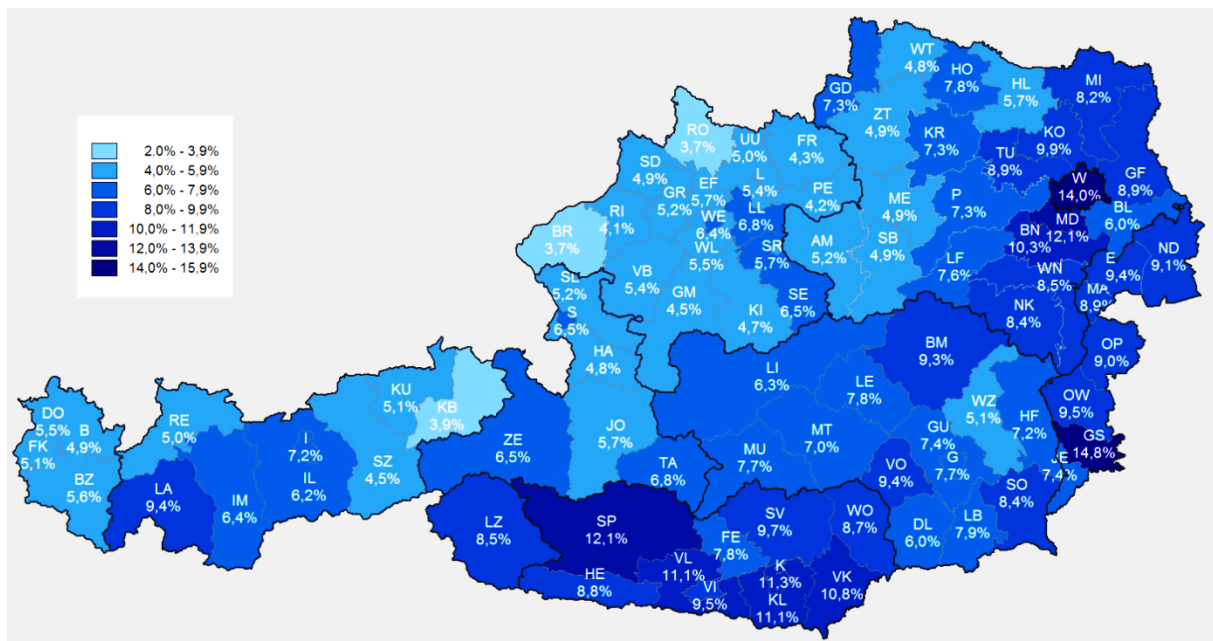 2.0% - 3,9%
4,0% - 5,9%
6,0% - 7,9%
8,0% - 9,9%
10,0% - 11,9%
12,0% - 13,9%
14,0% - 15,9%
WT
4,8%
HO
7,8%
HL
5,7%
MI
8,2%
GD
7,3%
ZT
4,9%
KR
7,3%
TU
8,9%
KO
9,9%
RO
3,7%
UU
5,0%
FR
4,3%
SD
4,9%
GR
5,2%
EF
5,7%
L
5,4%
PE
4,2%
W
14,0%
GF
8,9%
BR
3,7%
RI
4,1%
WE
6,4%
LL
6,8%
ME
4,9%
P
7,3%
BN
10,3%
MD
12,1%
BL
6,0%
WL
5,5%
SR
5,7%
AM
5,2%
SB
4,9%
LF
7,6%
WN
8,5%
E
9,4%
ND
9,1%
SL
5,2%
VB
5,4%
GM
4,5%
KI
4,7%
SE
6,5%
NK
8,4%
MA
8,9%
S
6,5%
HA
4,8%
LI
6,3%
BM
9,3%
OP
9,0%
KU
5,1%
KB
3,9%
LE
7,8%
WZ
5,1%
OW
9,5%
DO
5,5%
B
4,9%
RE
5,0%
FK
5,1%
I
7,2%
SZ
4,5%
ZE
6,5%
JO
5,7%
MU
7,7%
MT
7,0%
GU
7,4%
HF
7,2%
GS
14,8%
BZ
5,6%
LA
9,4%
IM
6,4%
IL
6,2%
TA
6,8%
VO
9,4%
G
7,7%
JE
7,4%
SO
8,4%
LZ
8,5%
SP
12,1%
FE
7,8%
SV
9,7%
WO
8,7%
DL
6,0%
LB
7,9%
HE
8,8%
VL
11,1%
VI
9,5%
K
11,3%
KL
11,1%
VK
10,8%